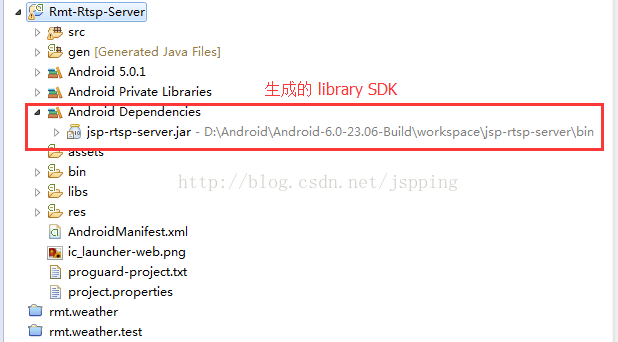 Rmt-Rtsp-Server
src
gen [Generated Java Files]
Android 5.0.1
Android Private Libraries
生成的 library SDK
Android Dependencies
jsp-rtsp-server.jar - D:\Android\Android-6.0-23.06-Build\workspace\jsp-rtsp-server\bin
assets
bin
http://blog.csdn.net/jspping
libs
res
AndroidManifest.xml
ic_launcher-web.png
proguard-project.txt
project.properties
rmt.weather
rmt.weather.test